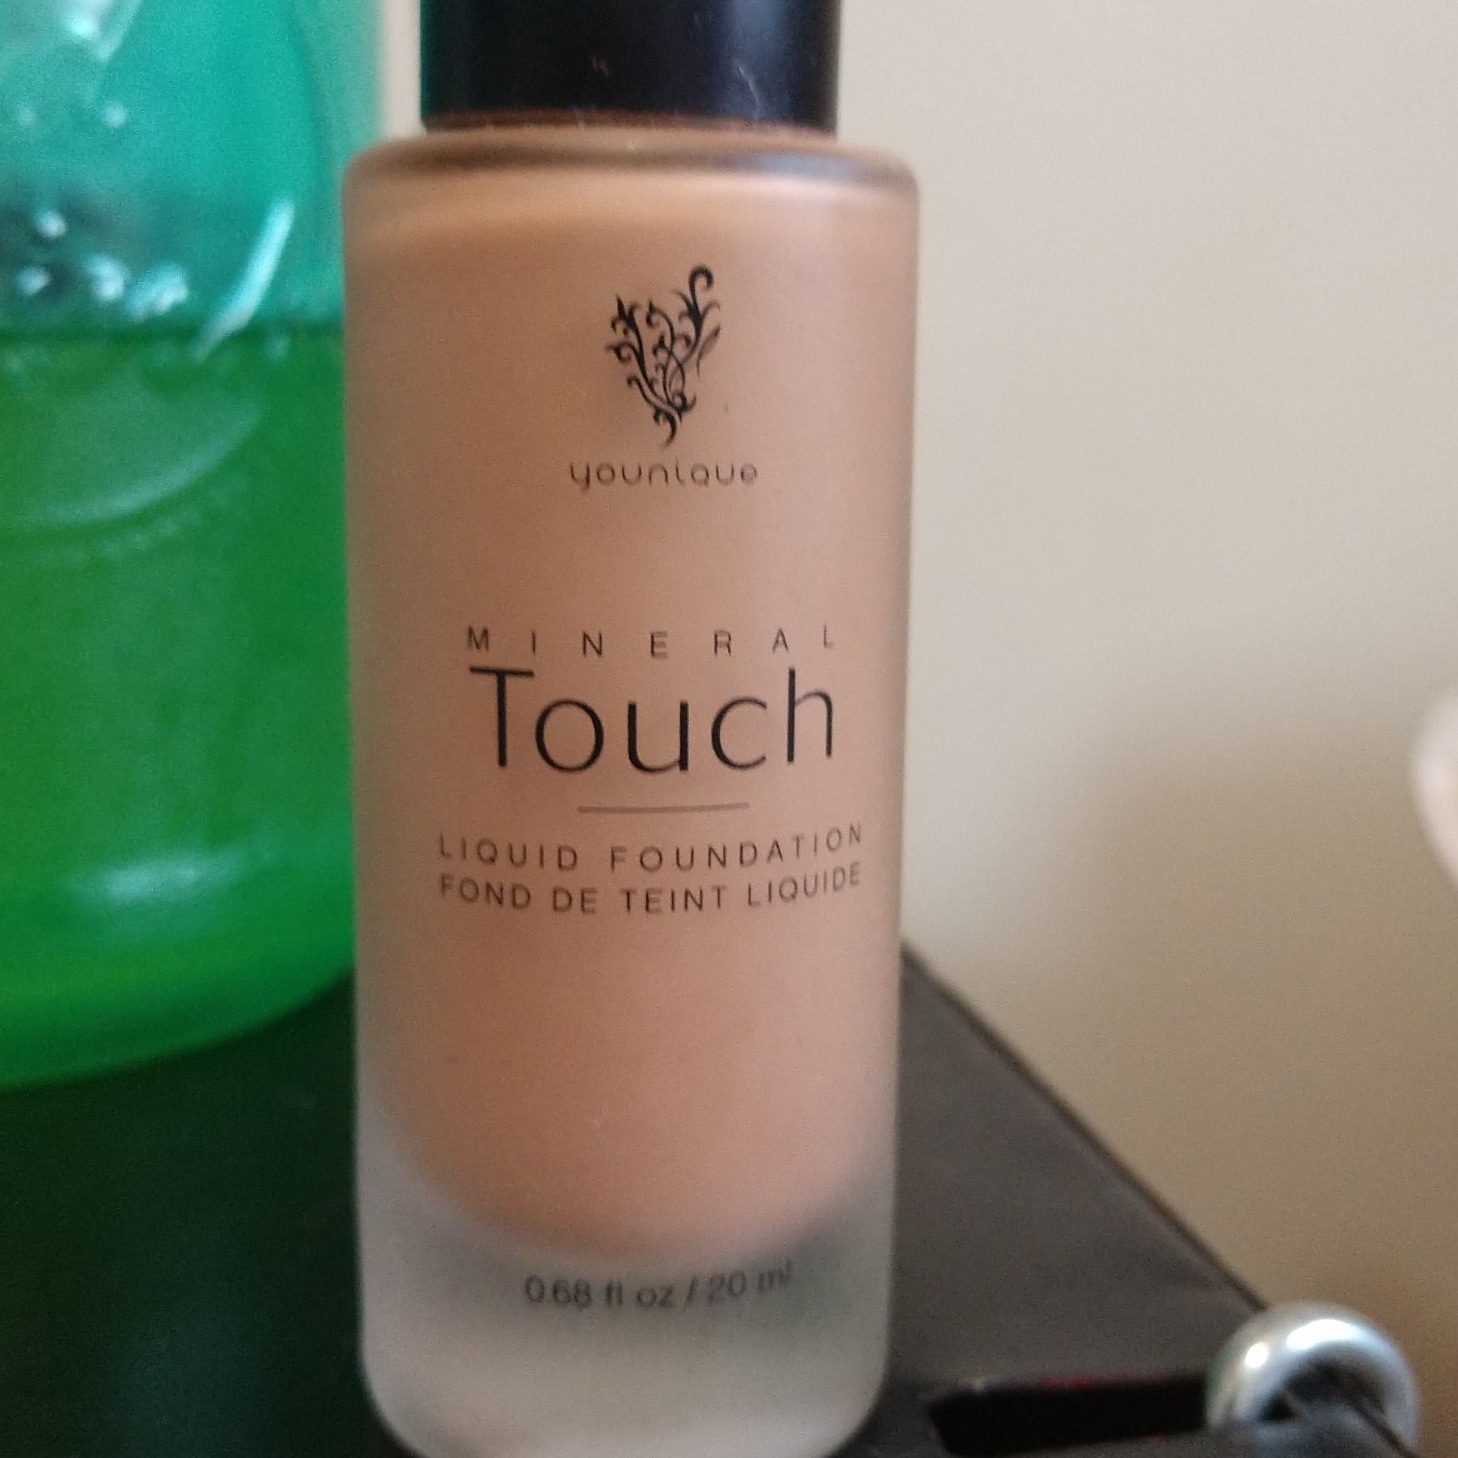 younique
MINERAL
Touch
LIQUID FOUNDATION
FOND DE TEINT LIQUIDE
0.68 fl oz / 20 ml